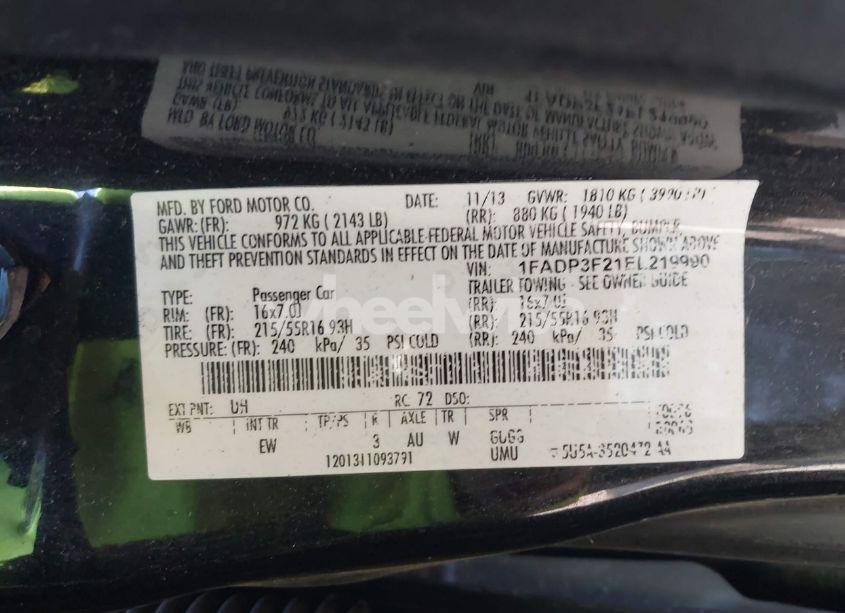 MFD. BY FORD MOTOR CO. DATE: 11/13 GVWR: 1810 KG
GAWR: (FR): 972 KG ( 2143 LB) (RR): 880 KG ( 1940 LB)
THIS VEHICLE CONFORMS TO ALL APPLICABLE FEDERAL MOTOR VEHICLE SAFETY, BUMPER,
AND THEFT PREVENTION STANDARDS IN EFFECT ON THE DATE OF MANUFACTURE SHOWN ABOVE
VIN: 1FADP3F21EL219990
TYPE: Passenger Car TRAILER TOWING - SEE OWNER GUIDE
RIM: (FR): 16x7.0J (RR): 16x7.0J
TIRE: (FR): 215/55R16 93H (RR): 215/55R16 93H
PRESSURE: (FR): 240 kPa/ 35 PSI COLD (RR): 240 kPa/ 35 PSI COLD
EXT PNT: UH RC: 72 DSO:
WB INT TR TP/PS R AXLE TR SPR
EW 3 AU W GGGG
1201311093791 UMU